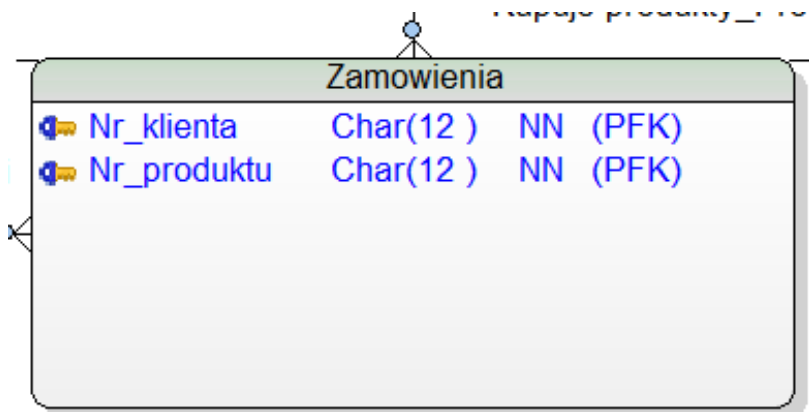 Zamowienia
Nr_klienta Char(12 ) NN (PFK)
Nr_produktu Char(12 ) NN (PFK)